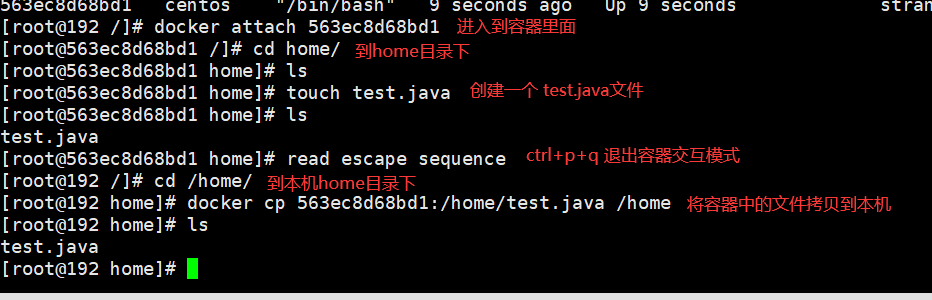 563ec8d68bd1   centos    "/bin/bash"   9 seconds ago   Up 9 seconds             stran
[root@192 /]# docker attach 563ec8d68bd1 进入到容器里面
[root@563ec8d68bd1 /]# cd home/ 到home目录下
[root@563ec8d68bd1 home]# ls
[root@563ec8d68bd1 home]# touch test.java 创建一个 test.java文件
[root@563ec8d68bd1 home]# ls
test.java
[root@563ec8d68bd1 home]# read escape sequence ctrl+p+q 退出容器交互模式
[root@192 /]# cd /home/ 到本机home目录下
[root@192 home]# docker cp 563ec8d68bd1:/home/test.java /home 将容器中的文件拷贝到本机
[root@192 home]# ls
test.java
[root@192 home]#